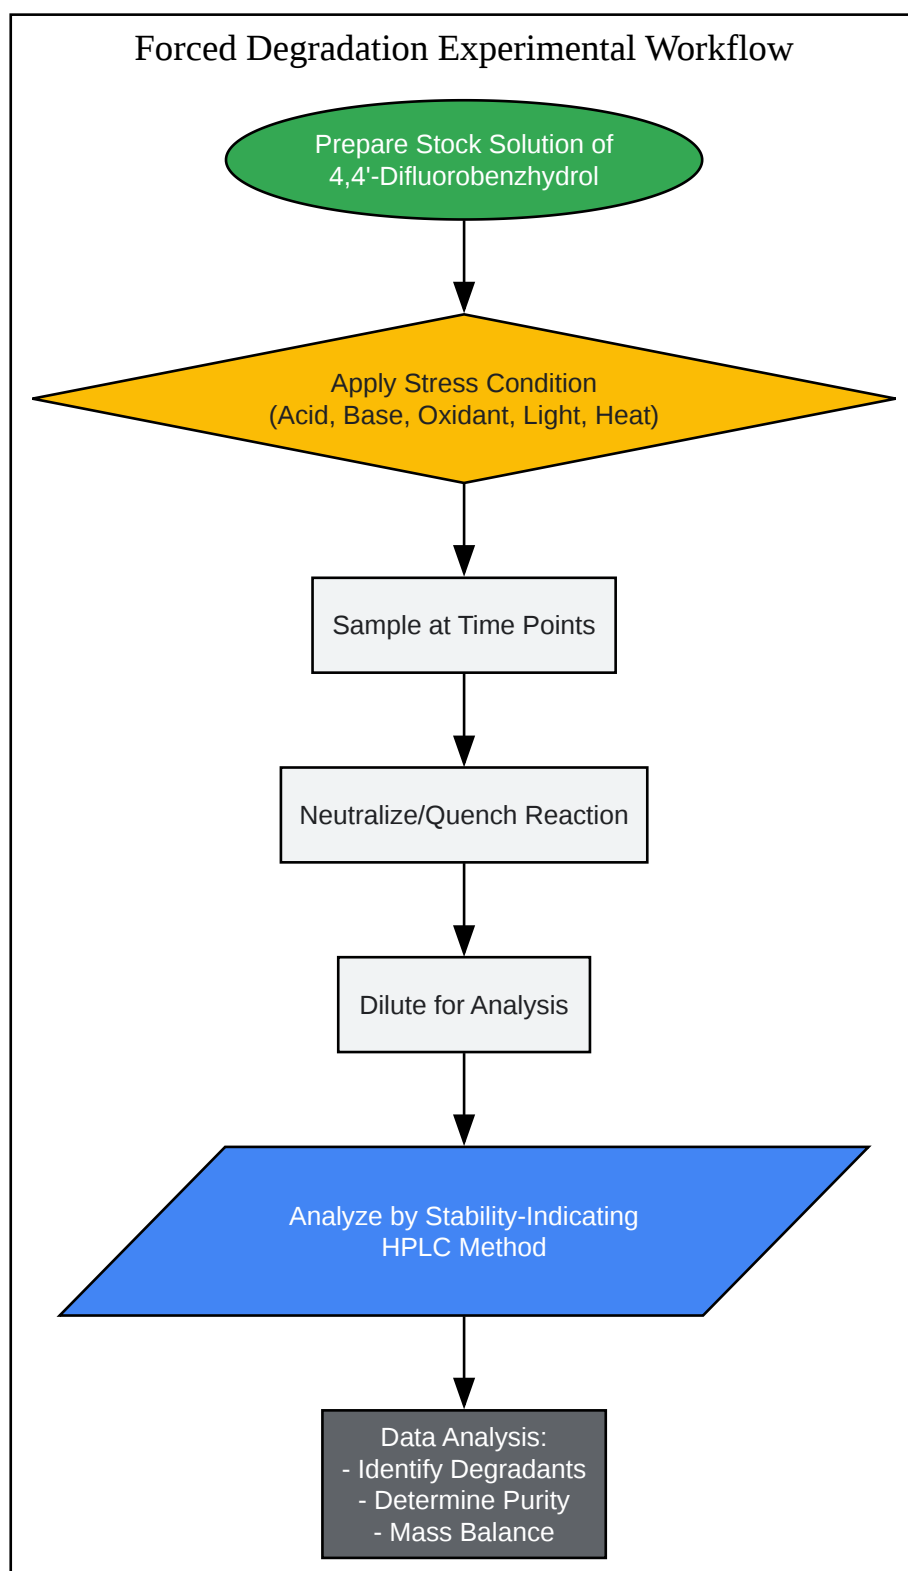 Forced Degradation Experimental Workflow
Prepare Stock Solution of
4,4'-Difluorobenzhydrol
Apply Stress Condition
(Acid, Base, Oxidant, Light, Heat)
Sample at Time Points
Neutralize/Quench Reaction
Dilute for Analysis
Analyze by Stability-Indicating
HPLC Method
Data Analysis:
- Identify Degradants
- Determine Purity
- Mass Balance